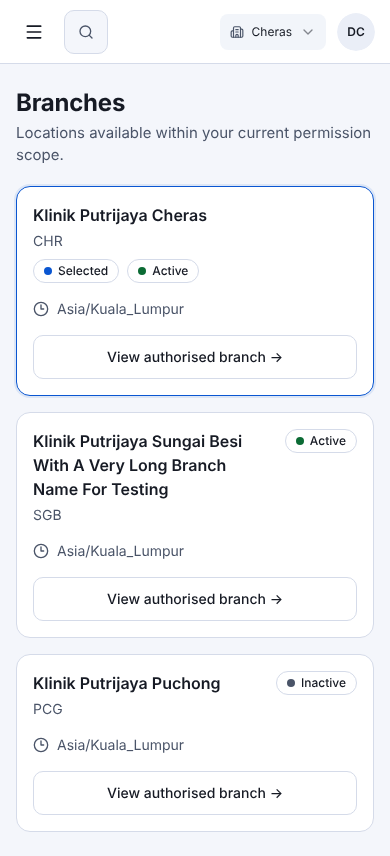 Cheras
DC
Branches
Locations available within your current permission
scope.
Klinik Putrijaya Cheras
CHR
Selected
Active
Asia/Kuala_Lumpur
View authorised branch →
Klinik Putrijaya Sungai Besi
With A Very Long Branch
Name For Testing
Active
SGB
Asia/Kuala_Lumpur
View authorised branch →
Klinik Putrijaya Puchong
Inactive
PCG
Asia/Kuala_Lumpur
View authorised branch →